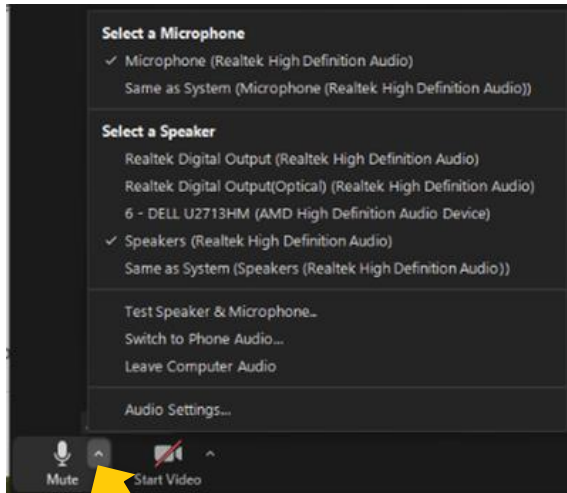 Select a Microphone
✓ Microphone (Realtek High Definition Audio)
Same as System (Microphone (Realtek High Definition Audio))
Select a Speaker
Realtek Digital Output (Realtek High Definition Audio)
Realtek Digital Output(Optical) (Realtek High Definition Audio)
6 - DELL U2713HM (AMD High Definition Audio Device)
✓ Speakers (Realtek High Definition Audio)
Same as System (Speakers (Realtek High Definition Audio))
Test Speaker & Microphone...
Switch to Phone Audio...
Leave Computer Audio
Audio Settings...
Mute Start Video